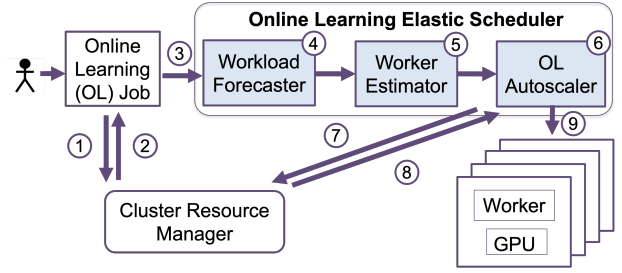 Online Learning Elastic Scheduler
Online
Learning
(OL) Job
3
Workload
Forecaster
4
Worker
Estimator
5
OL
Autoscaler
6
1
2
7
8
9
Cluster Resource
Manager
Worker
GPU